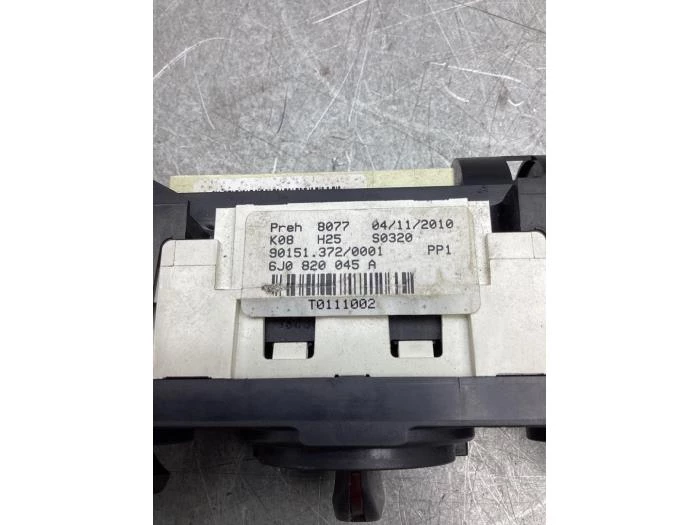 Preh 8077 04/11/2010
K08 H25 S0320
90151.372/0001 PP1
6J0 820 045 A
T0111002